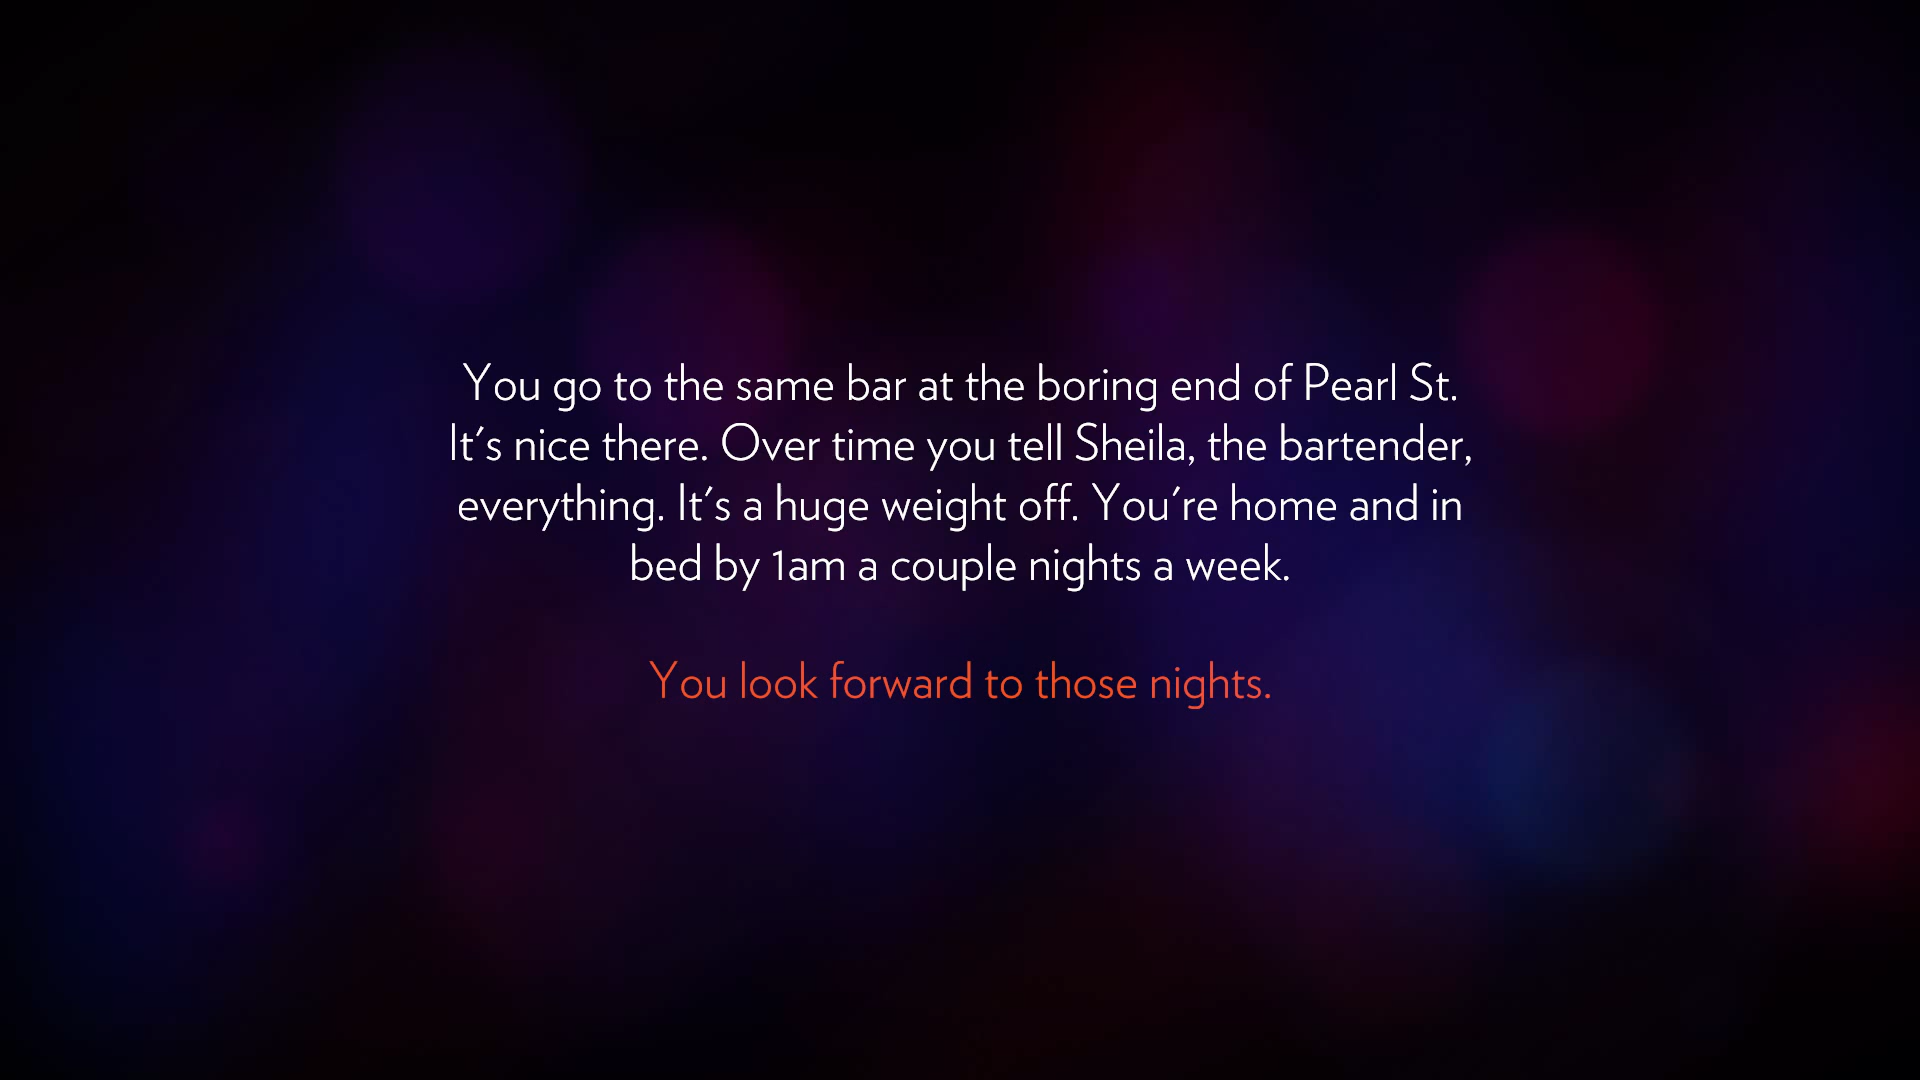 You go to the same bar at the boring end of Pearl St.
It's nice there. Over time you tell Sheila, the bartender,
everything. It's a huge weight off. You're home and in
bed by 1am a couple nights a week.
You look forward to those nights.